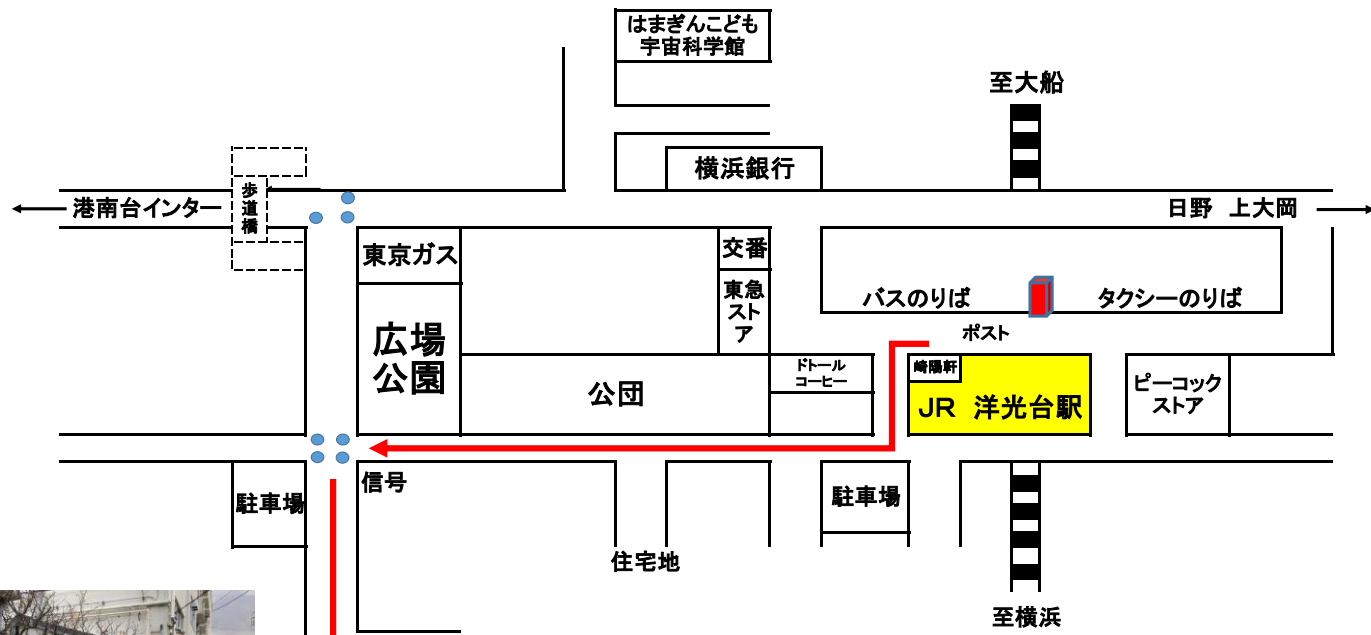 はまぎんこども
宇宙科学館
至大船
横浜銀行
歩
道
橋
港南台インター
日野 上大岡
東京ガス
交番
東急
スト
ア
バスのりば
タクシーのりば
ポスト
広場
公園
公団
ドトール
コーヒー
崎陽軒
JR 洋光台駅
ピーコック
ストア
信号
駐車場
駐車場
住宅地
至横浜